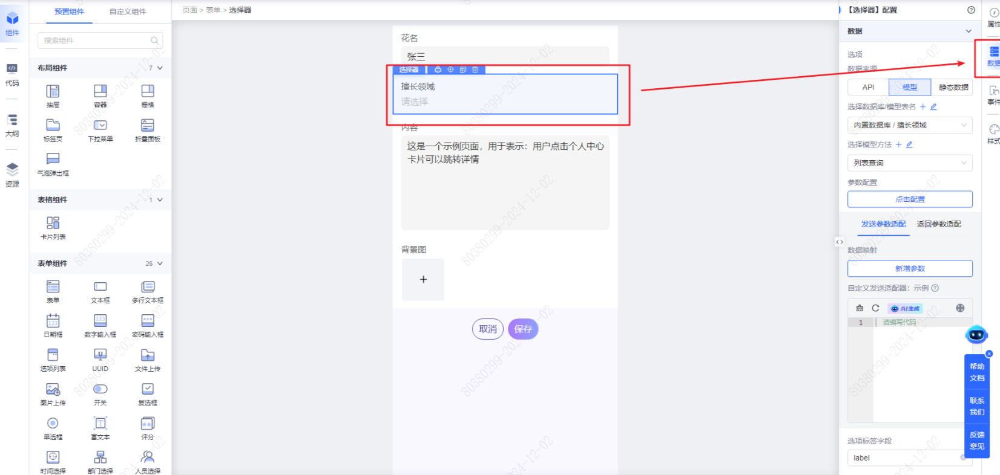 组件
代码
大纲
资源
预置组件
自定义组件
搜索组件
布局组件
7
抽屉
容器
栅格
标签页
下拉菜单
折叠面板
气泡弹出框
表格组件
1
卡片列表
表单组件
26
表单
文本框
多行文本框
日期框
数字输入框
密码输入框
选项列表
UUID
文件上传
图片上传
开关
复选框
单选框
富文本
评分
时间选择
部门选择
人员选择
页面 > 表单 > 选择器
花名
张三
选择器
擅长领域
请选择
内容
这是一个示例页面，用于表示：用户点击个人中心
卡片可以跳转详情
背景图
+
取消
保存
【选择器】配置
数据
选项
数据来源
API
模型
静态数据
选择数据库/模型表名
内置数据库 / 擅长领域
选择模型方法
列表查询
参数配置
点击配置
发送参数适配
返回参数适配
数据映射
新增参数
自定义发送适配器：示例
AI生成
1
请编写代码
选项标签字段
label
属性
数据
事件
样式
帮助
文档
联系
我们
反馈
意见
80380299-2024-12-02